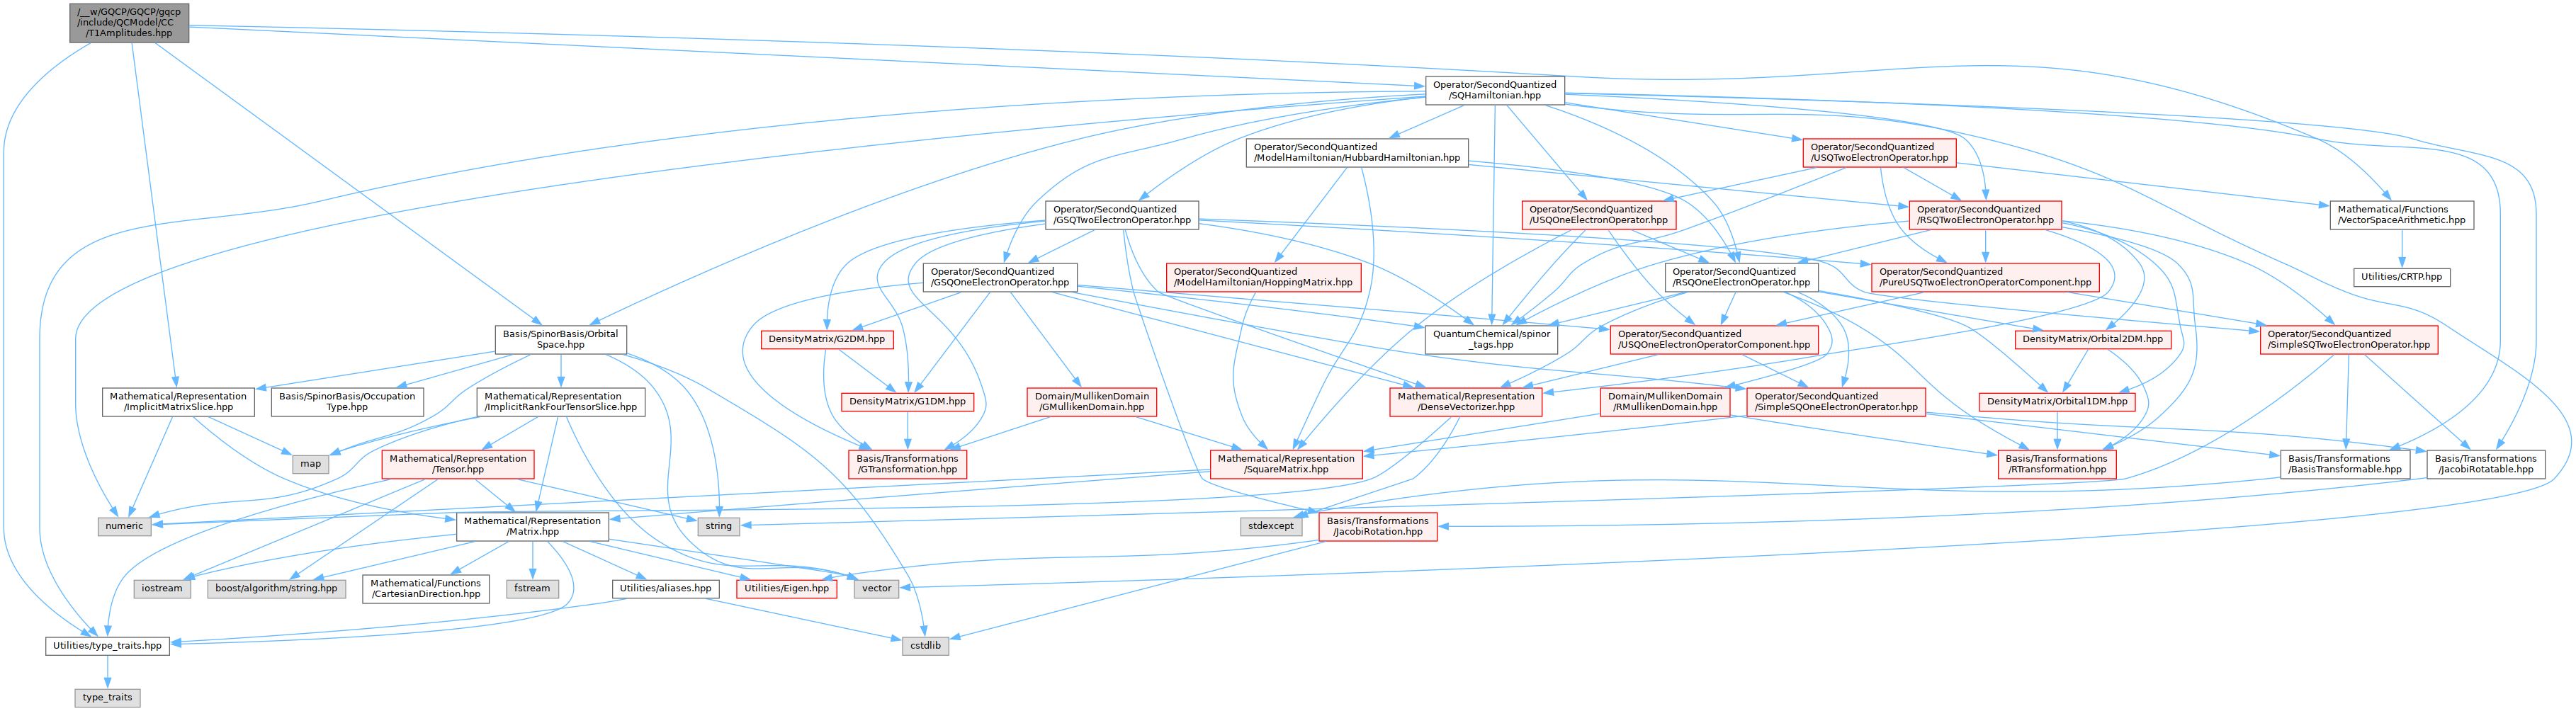 /__w/GQCP/GQCP/gqcp
/include/QCModel/CC
/T1Amplitudes.hpp
Operator/SecondQuantized
/SQHamiltonian.hpp
Operator/SecondQuantized
/ModelHamiltonian/HubbardHamiltonian.hpp
Operator/SecondQuantized
/USQTwoElectronOperator.hpp
Operator/SecondQuantized
/GSQTwoElectronOperator.hpp
Operator/SecondQuantized
/USQOneElectronOperator.hpp
Operator/SecondQuantized
/RSQTwoElectronOperator.hpp
Mathematical/Functions
/VectorSpaceArithmetic.hpp
Operator/SecondQuantized
/GSQOneElectronOperator.hpp
Operator/SecondQuantized
/ModelHamiltonian/HoppingMatrix.hpp
Operator/SecondQuantized
/RSQOneElectronOperator.hpp
Operator/SecondQuantized
/PureUSQTwoElectronOperatorComponent.hpp
Utilities/CRTP.hpp
Basis/SpinorBasis/Orbital
Space.hpp
DensityMatrix/G2DM.hpp
QuantumChemical/spinor
_tags.hpp
Operator/SecondQuantized
/USQOneElectronOperatorComponent.hpp
DensityMatrix/Orbital2DM.hpp
Operator/SecondQuantized
/SimpleSQTwoElectronOperator.hpp
Mathematical/Representation
/ImplicitMatrixSlice.hpp
Basis/SpinorBasis/Occupation
Type.hpp
Mathematical/Representation
/ImplicitRankFourTensorSlice.hpp
DensityMatrix/G1DM.hpp
Domain/MullikenDomain
/GMullikenDomain.hpp
Mathematical/Representation
/DenseVectorizer.hpp
Domain/MullikenDomain
/RMullikenDomain.hpp
Operator/SecondQuantized
/SimpleSQOneElectronOperator.hpp
DensityMatrix/Orbital1DM.hpp
map
Mathematical/Representation
/Tensor.hpp
Basis/Transformations
/GTransformation.hpp
Mathematical/Representation
/SquareMatrix.hpp
Basis/Transformations
/RTransformation.hpp
Basis/Transformations
/BasisTransformable.hpp
Basis/Transformations
/JacobiRotatable.hpp
numeric
Mathematical/Representation
/Matrix.hpp
string
stdexcept
Basis/Transformations
/JacobiRotation.hpp
iostream
boost/algorithm/string.hpp
Mathematical/Functions
/CartesianDirection.hpp
fstream
Utilities/aliases.hpp
Utilities/Eigen.hpp
vector
Utilities/type_traits.hpp
cstdlib
type_traits